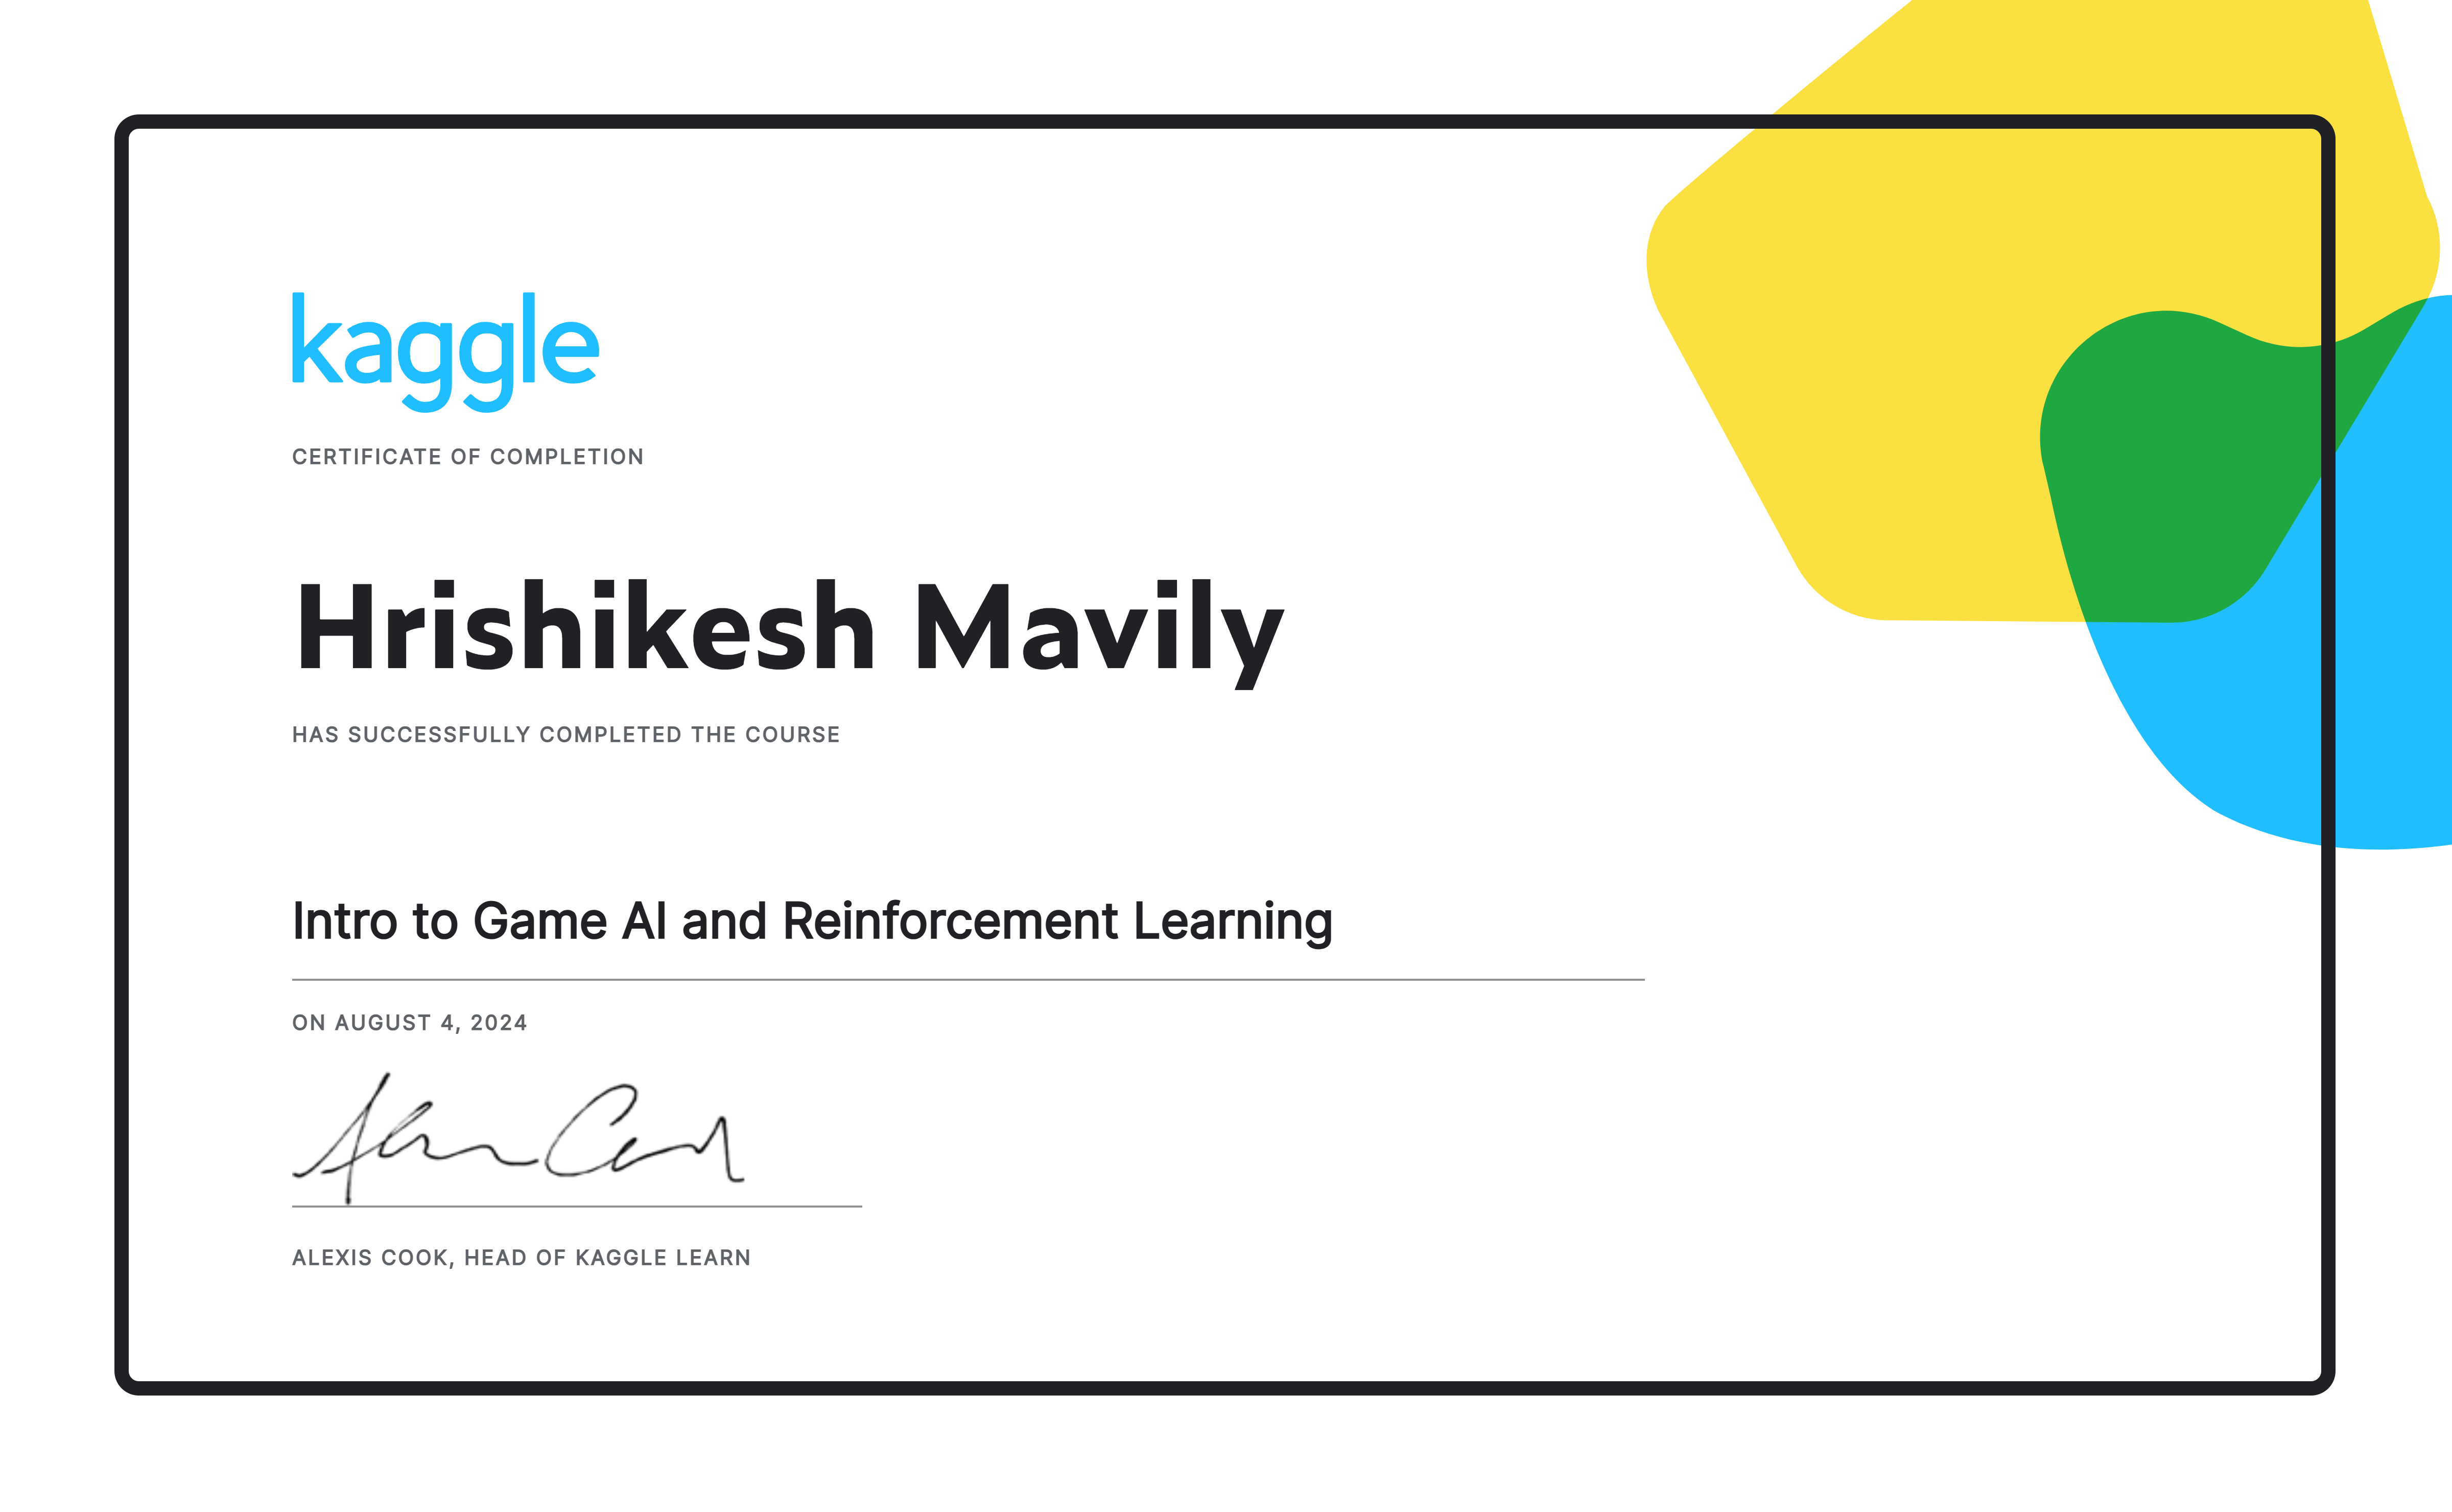 kaggle
CERTIFICATE OF COMPLETION
Hrishikesh Mavily
HAS SUCCESSFULLY COMPLETED THE COURSE
Intro to Game AI and Reinforcement Learning
ON AUGUST 4, 2024
ALEXIS COOK, HEAD OF KAGGLE LEARN